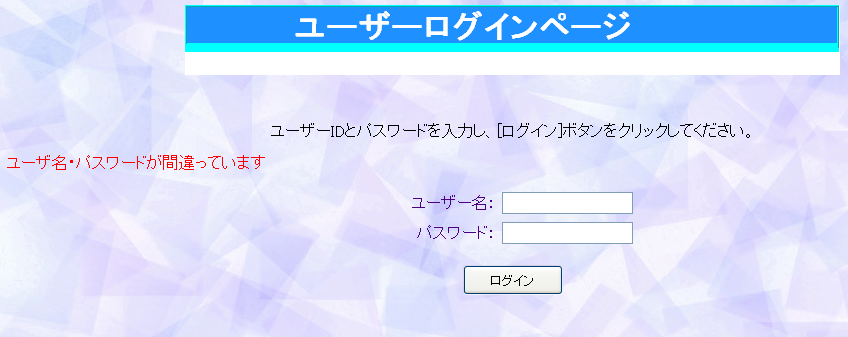 ユーザーログインページ
ユーザーIDとパスワードを入力し、[ログイン]ボタンをクリックしてください。
ユーザ名・パスワードが間違っています
ユーザー名:
パスワード:
ログイン